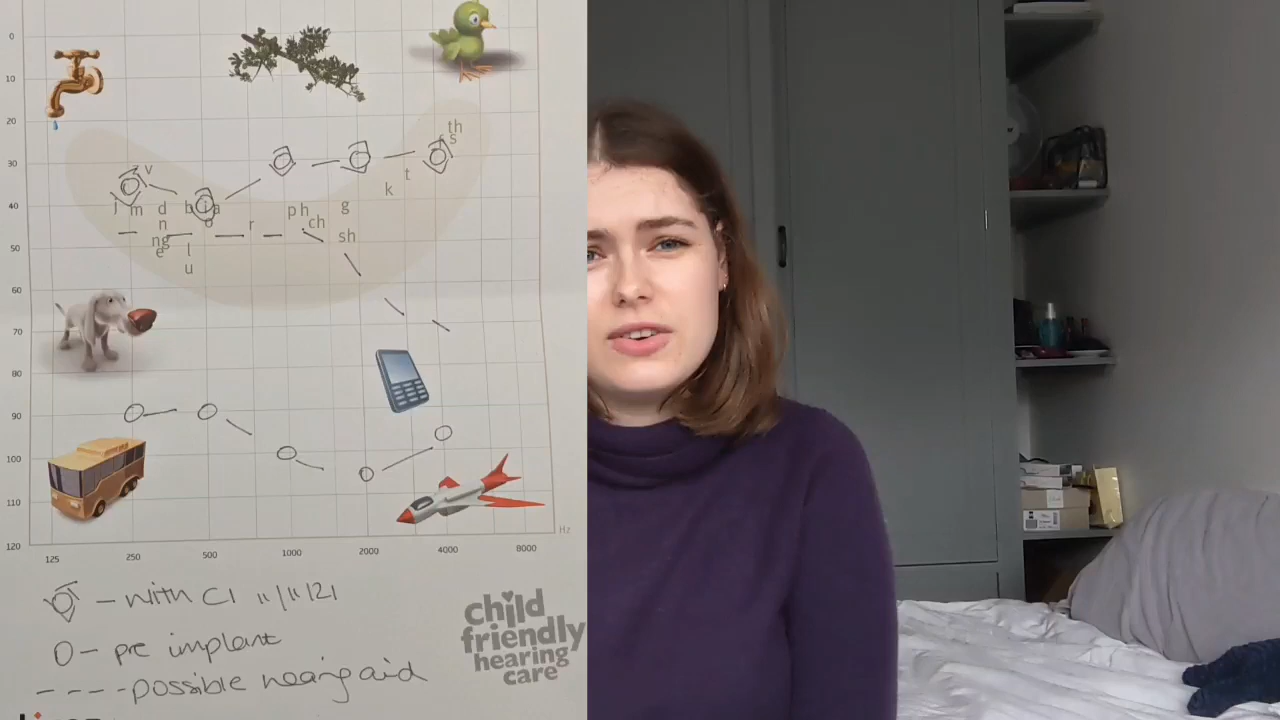 0
10
20
th
f s
30
v
t
k
40
j m d b i a p h g
n o r ch
ng sh
50
e l
u
60
70
80
90
100
110
120
Hz
125 250 500 1000 2000 4000 8000
- with CI 11/11/21
O - pre implant
---- possible hearing aid
child
friendly
hearing
care